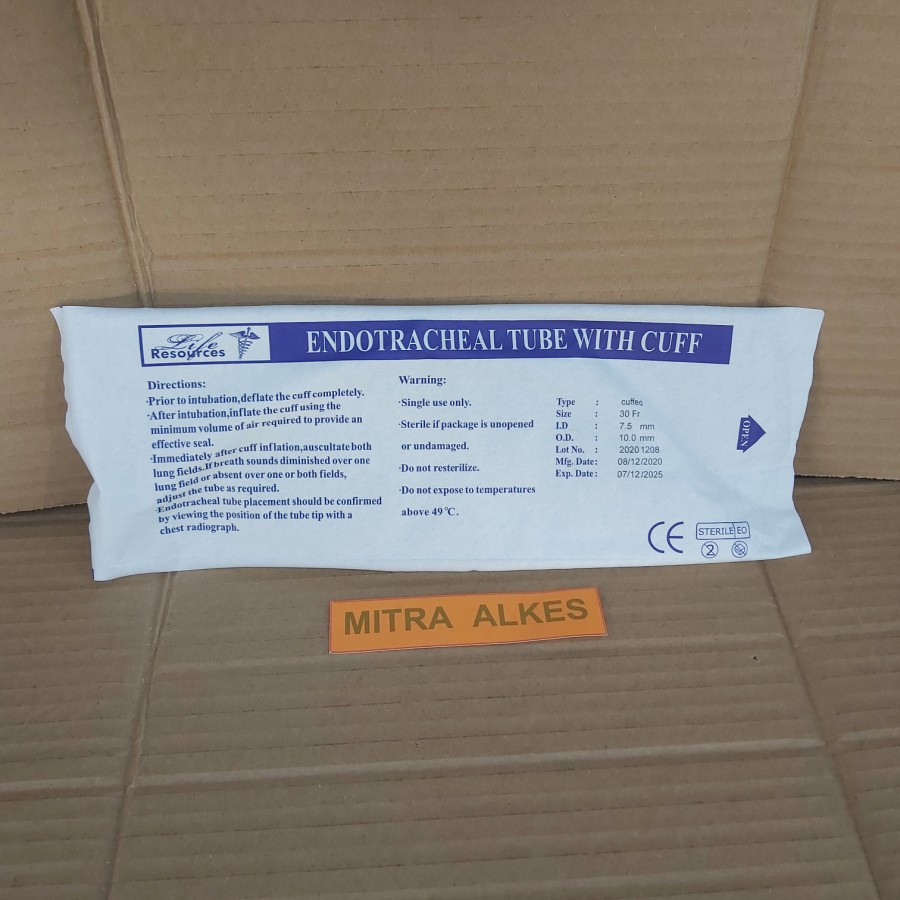 Life
Resources
ENDOTRACHEAL TUBE WITH CUFF
Directions:
·Prior to intubation,deflate the cuff completely.
·After intubation,inflate the cuff using the
minimum volume of air required to provide an
effective seal.
·Immediately after cuff inflation,auscultate both
lung fields.If breath sounds diminished over one
lung field or absent over one or both fields,
adjust the tube as required.
·Endotracheal tube placement should be confirmed
by viewing the position of the tube tip with a
chest radiograph.
Warning:
·Single use only.
·Sterile if package is unopened
or undamaged.
·Do not resterilize.
·Do not expose to temperatures
above 49℃.
Type : cuffed
Size : 30 Fr
I.D : 7.5 mm
O.D. : 10.0 mm
Lot No. : 20201208
Mfg. Date: 08/12/2020
Exp. Date: 07/12/2025
OPEN
CE
STERILE EO
2
MITRA ALKES